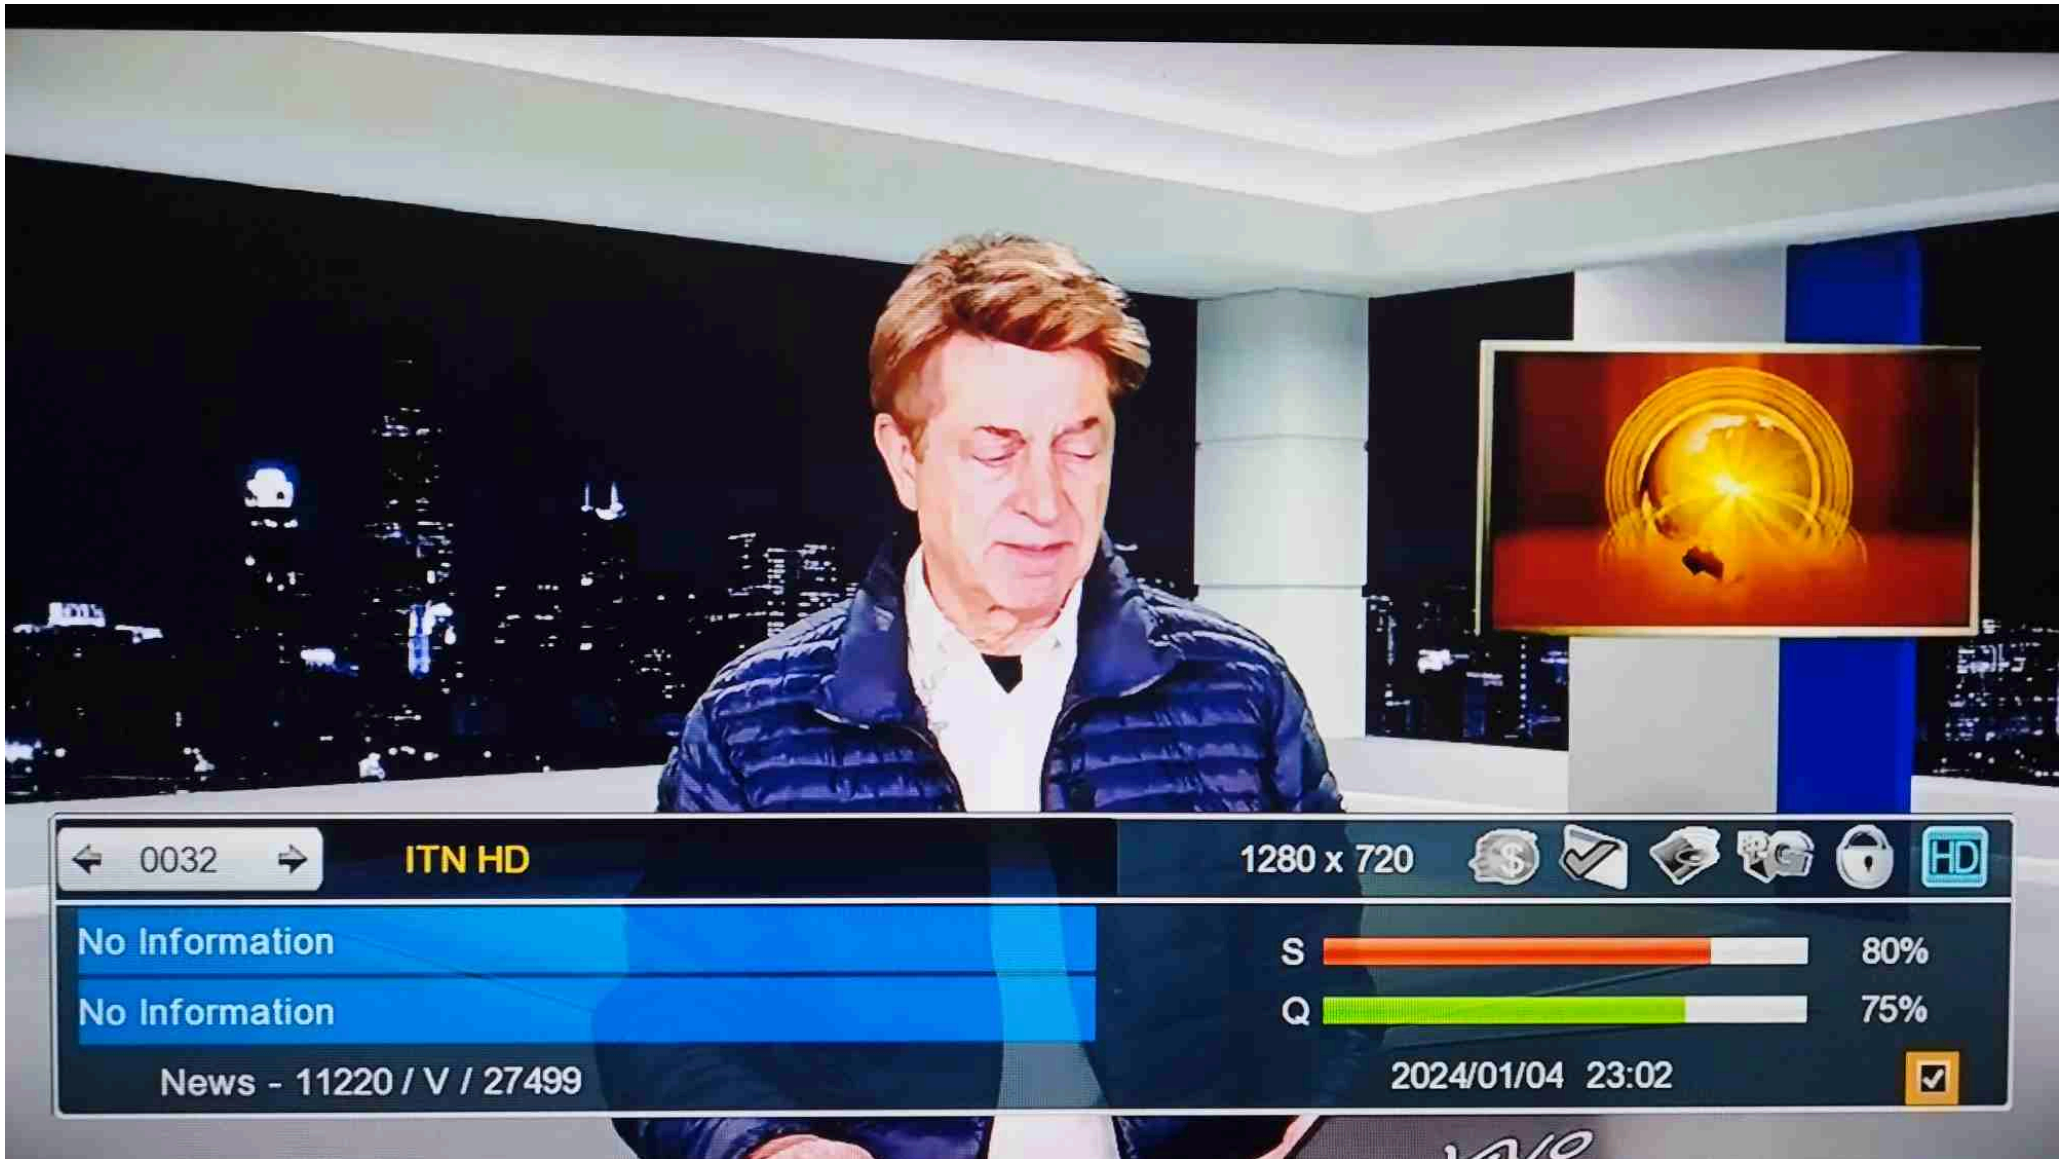 0032
ITN HD
1280 x 720
$
G
HD
No Information
S
80%
No Information
Q
75%
News - 11220 / V / 27499
2024/01/04 23:02